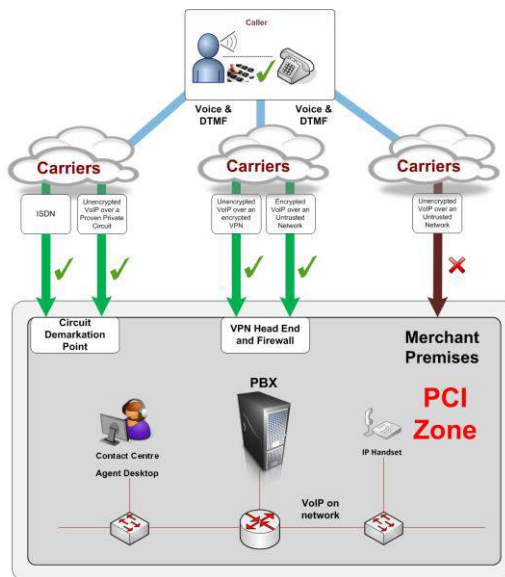 Caller
Voice &
DTMF
Voice &
DTMF
Carriers
Carriers
Carriers
ISDN
Unencrypted
VoIP over a
Proven Private
Circuit
Unencrypted
VoIP over an
encrypted
VPN
Encrypted
VoIP over an
Untrusted
Network
Unencrypted
VoIP over an
Untrusted
Network
Circuit
Demarkation
Point
VPN Head End
and Firewall
Merchant
Premises
PCI
Zone
PBX
Contact Centre
Agent Desktop
IP Handset
VoIP on
network